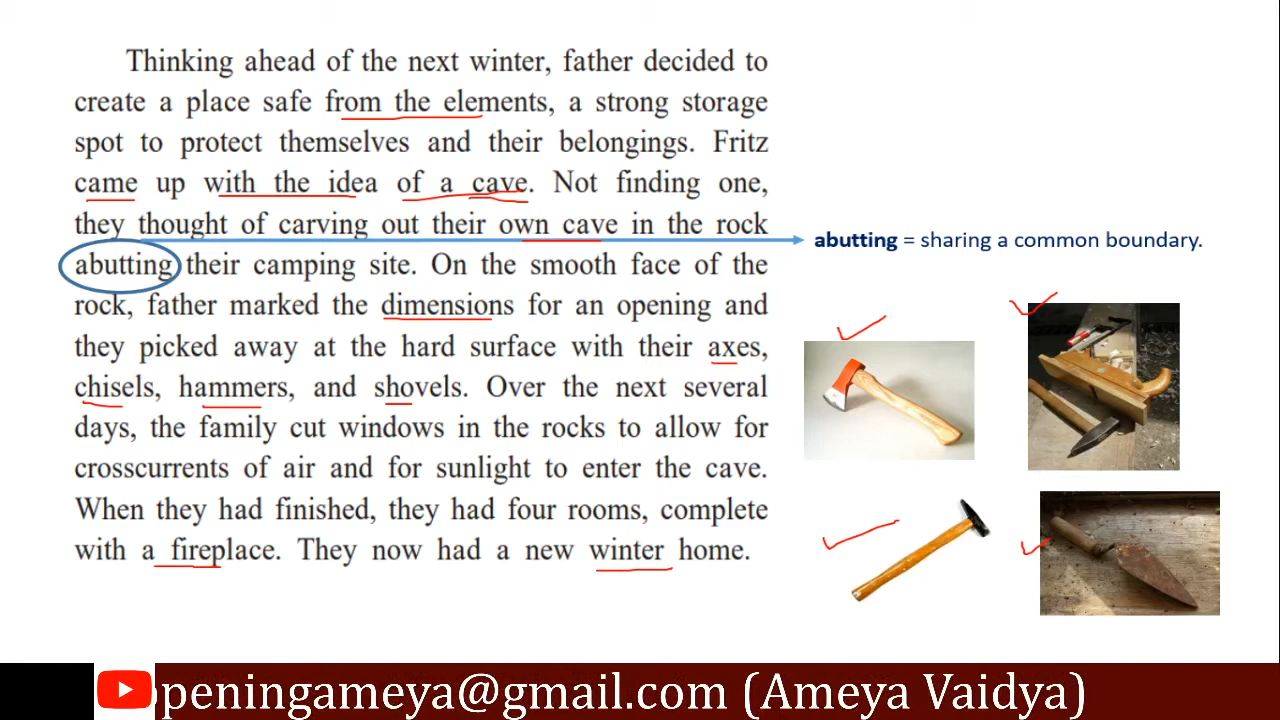 Thinking ahead of the next winter, father decided to
create a place safe from the elements, a strong storage
spot to protect themselves and their belongings. Fritz
came up with the idea of a cave. Not finding one,
they thought of carving out their own cave in the rock
abutting their camping site. On the smooth face of the
rock, father marked the dimensions for an opening and
they picked away at the hard surface with their axes,
chisels, hammers, and shovels. Over the next several
days, the family cut windows in the rocks to allow for
crosscurrents of air and for sunlight to enter the cave.
When they had finished, they had four rooms, complete
with a fireplace. They now had a new winter home.
abutting = sharing a common boundary.
peningameya@gmail.com (Ameya Vaidya)